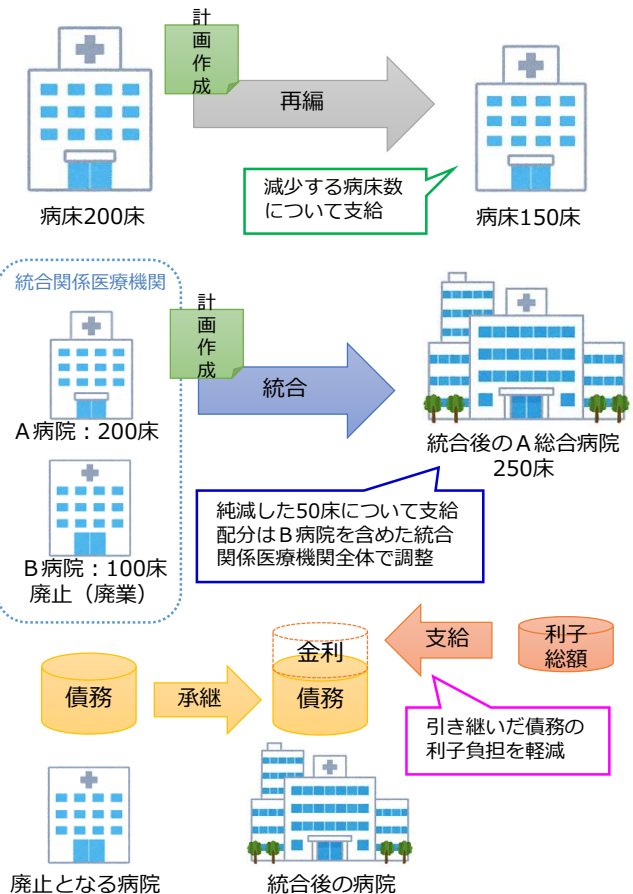 計画作成
再編
病床200床
減少する病床数
について支給
病床150床
統合関係医療機関
計画作成
統合
A病院：200床
B病院：100床
廃止（廃業）
統合後のA総合病院
250床
純減した50床について支給
配分はB病院を含めた統合
関係医療機関全体で調整
債務
承継
金利
債務
支給
利子
総額
引き継いだ債務の
利子負担を軽減
廃止となる病院
統合後の病院